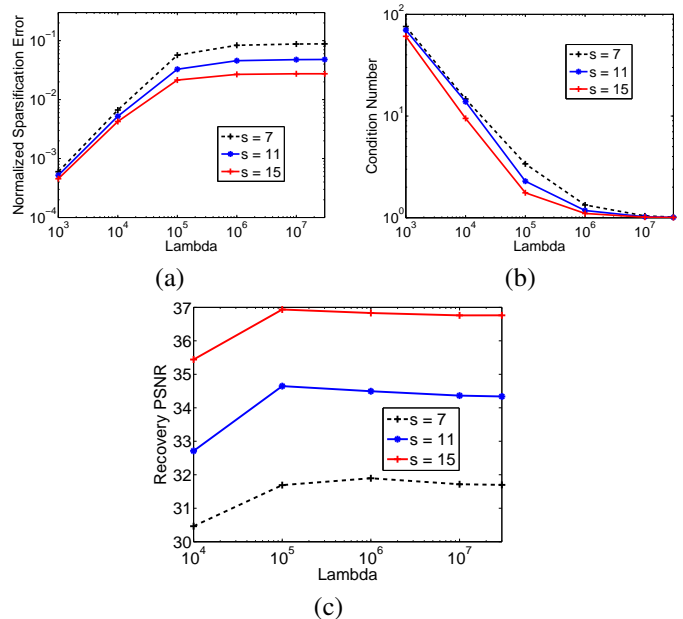 10^-1
10^-2
10^-3
10^-4
Normalized Sparsification Error
s = 7
s = 11
s = 15
10^3 10^4 10^5 10^6 10^7
Lambda
(a)
10^2
10^1
10^0
Condition Number
s = 7
s = 11
s = 15
10^3 10^4 10^5 10^6 10^7
Lambda
(b)
37
36
35
34
33
32
31
30
Recovery PSNR
s = 7
s = 11
s = 15
10^4 10^5 10^6 10^7
Lambda
(c)